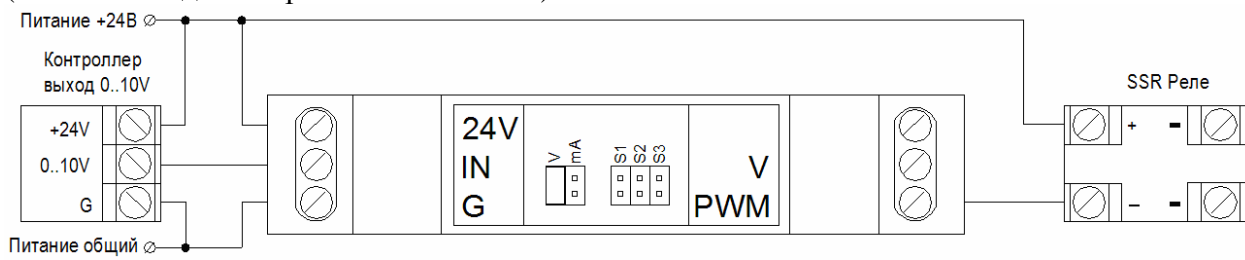 Питание +24В
Контроллер
выход 0..10V
+24V
0..10V
G
Питание общий
24V
IN
G
V
mA
S1
S2
S3
V
PWM
SSR Реле
+ -
– -